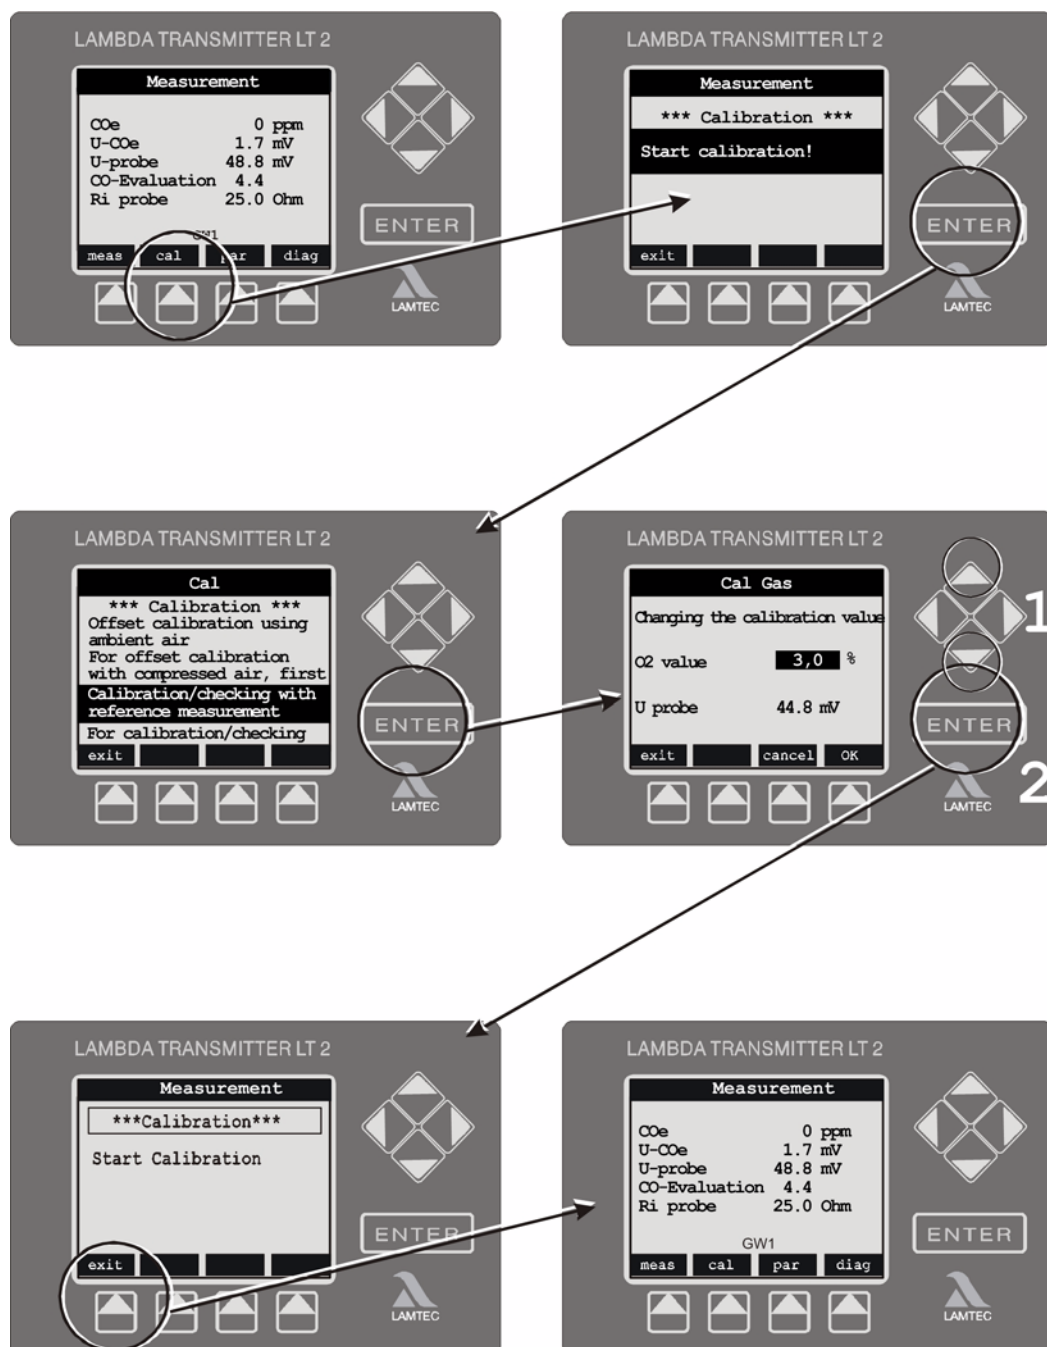 LAMBDA TRANSMITTER LT 2
Measurement
COe 0 ppm
U-COe 1.7 mV
U-probe 48.8 mV
CO-Evaluation 4.4
Ri probe 25.0 Ohm
meas cal par diag
ENTER
LAMTEC
LAMBDA TRANSMITTER LT 2
Measurement
*** Calibration ***
Start calibration!
exit
ENTER
LAMTEC
LAMBDA TRANSMITTER LT 2
Cal
*** Calibration ***
Offset calibration using
ambient air
For offset calibration
with compressed air, first
Calibration/checking with
reference measurement
For calibration/checking
exit
ENTER
LAMTEC
LAMBDA TRANSMITTER LT 2
Cal Gas
Changing the calibration value
O2 value 3,0 %
U probe 44.8 mV
exit cancel OK
1
ENTER
2
LAMTEC
LAMBDA TRANSMITTER LT 2
Measurement
***Calibration***
Start Calibration
exit
ENTER
LAMTEC
LAMBDA TRANSMITTER LT 2
Measurement
COe 0 ppm
U-COe 1.7 mV
U-probe 48.8 mV
CO-Evaluation 4.4
Ri probe 25.0 Ohm
GW1
meas cal par diag
ENTER
LAMTEC